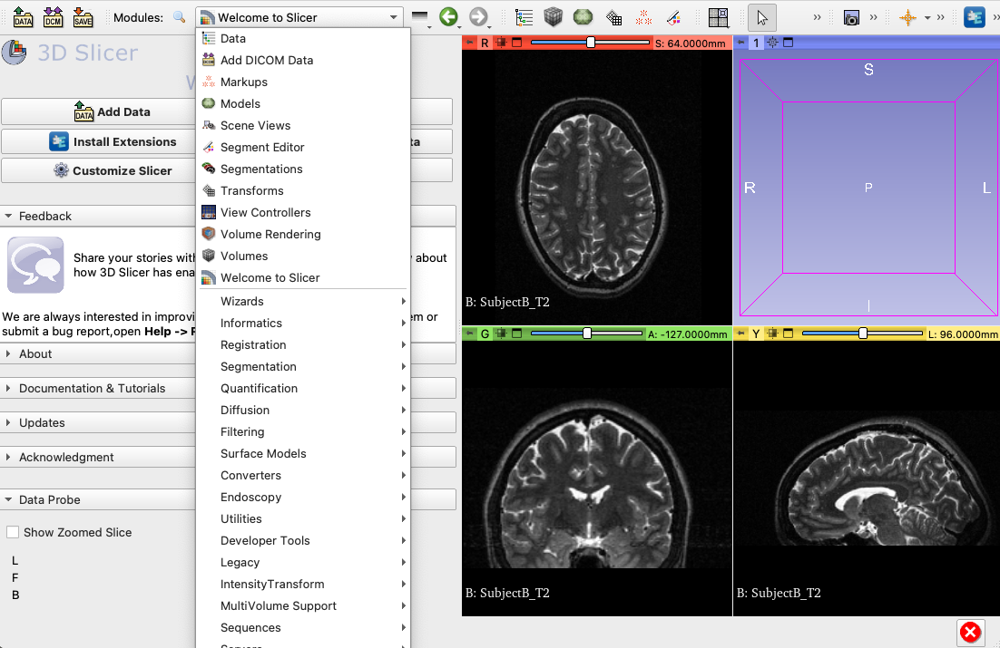 DATA
DCM
SAVE
Modules:
Welcome to Slicer
3D Slicer
W
DATA
Add Data
Install Extensions
ta
Customize Slicer
Feedback
Share your stories with
about
how 3D Slicer has ena
We are always interested in improvi
em or
submit a bug report,open Help -> R
About
Documentation & Tutorials
Updates
Acknowledgment
Data Probe
Show Zoomed Slice
L
F
B
Data
Add DICOM Data
Markups
Models
Scene Views
Segment Editor
Segmentations
Transforms
View Controllers
Volume Rendering
Volumes
Welcome to Slicer
Wizards
Informatics
Registration
Segmentation
Quantification
Diffusion
Filtering
Surface Models
Converters
Endoscopy
Utilities
Developer Tools
Legacy
IntensityTransform
MultiVolume Support
Sequences
R
S: 64.0000mm
B: SubjectB_T2
1
S
R
P
L
I
G
A: -127.0000mm
B: SubjectB_T2
Y
L: 96.0000mm
B: SubjectB_T2